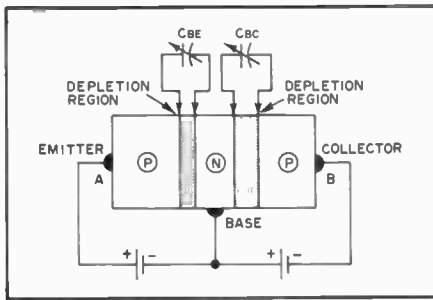 CBE
CBC
DEPLETION
REGION
DEPLETION
REGION
EMITTER
COLLECTOR
P
N
P
A
B
BASE
+ -
+ -